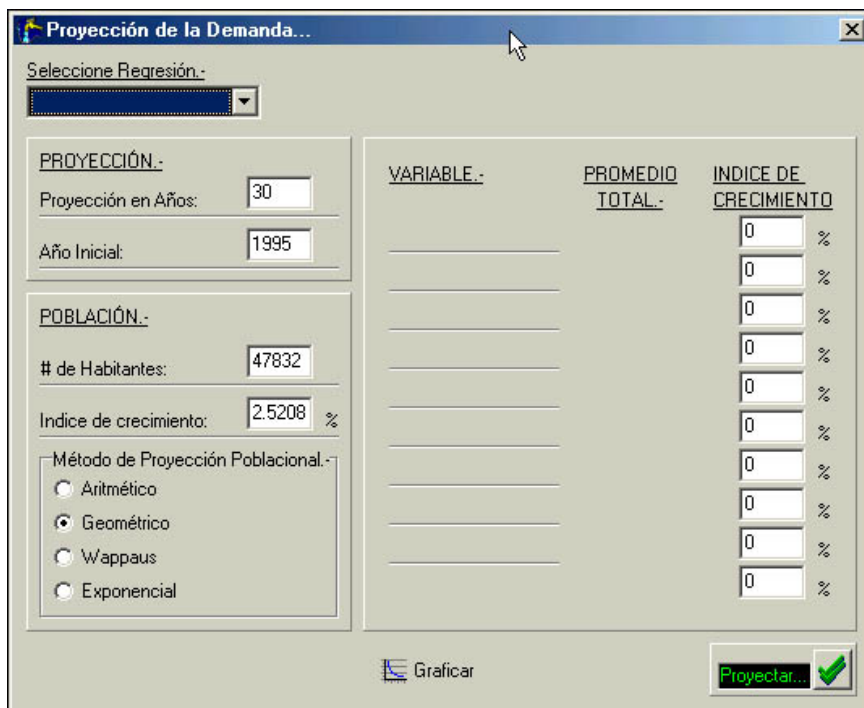 Proyección de la Demanda...
Seleccione Regresión.-
PROYECCIÓN.-
Proyección en Años: 30
Año Inicial: 1995
POBLACIÓN.-
# de Habitantes: 47832
Indice de crecimiento: 2.5208 %
Método de Proyección Poblacional.-
Aritmético
Geométrico
Wappaus
Exponencial
VARIABLE.-
PROMEDIO
TOTAL.-
INDICE DE
CRECIMIENTO
0 %
0 %
0 %
0 %
0 %
0 %
0 %
0 %
0 %
0 %
Graficar
Proyectar...